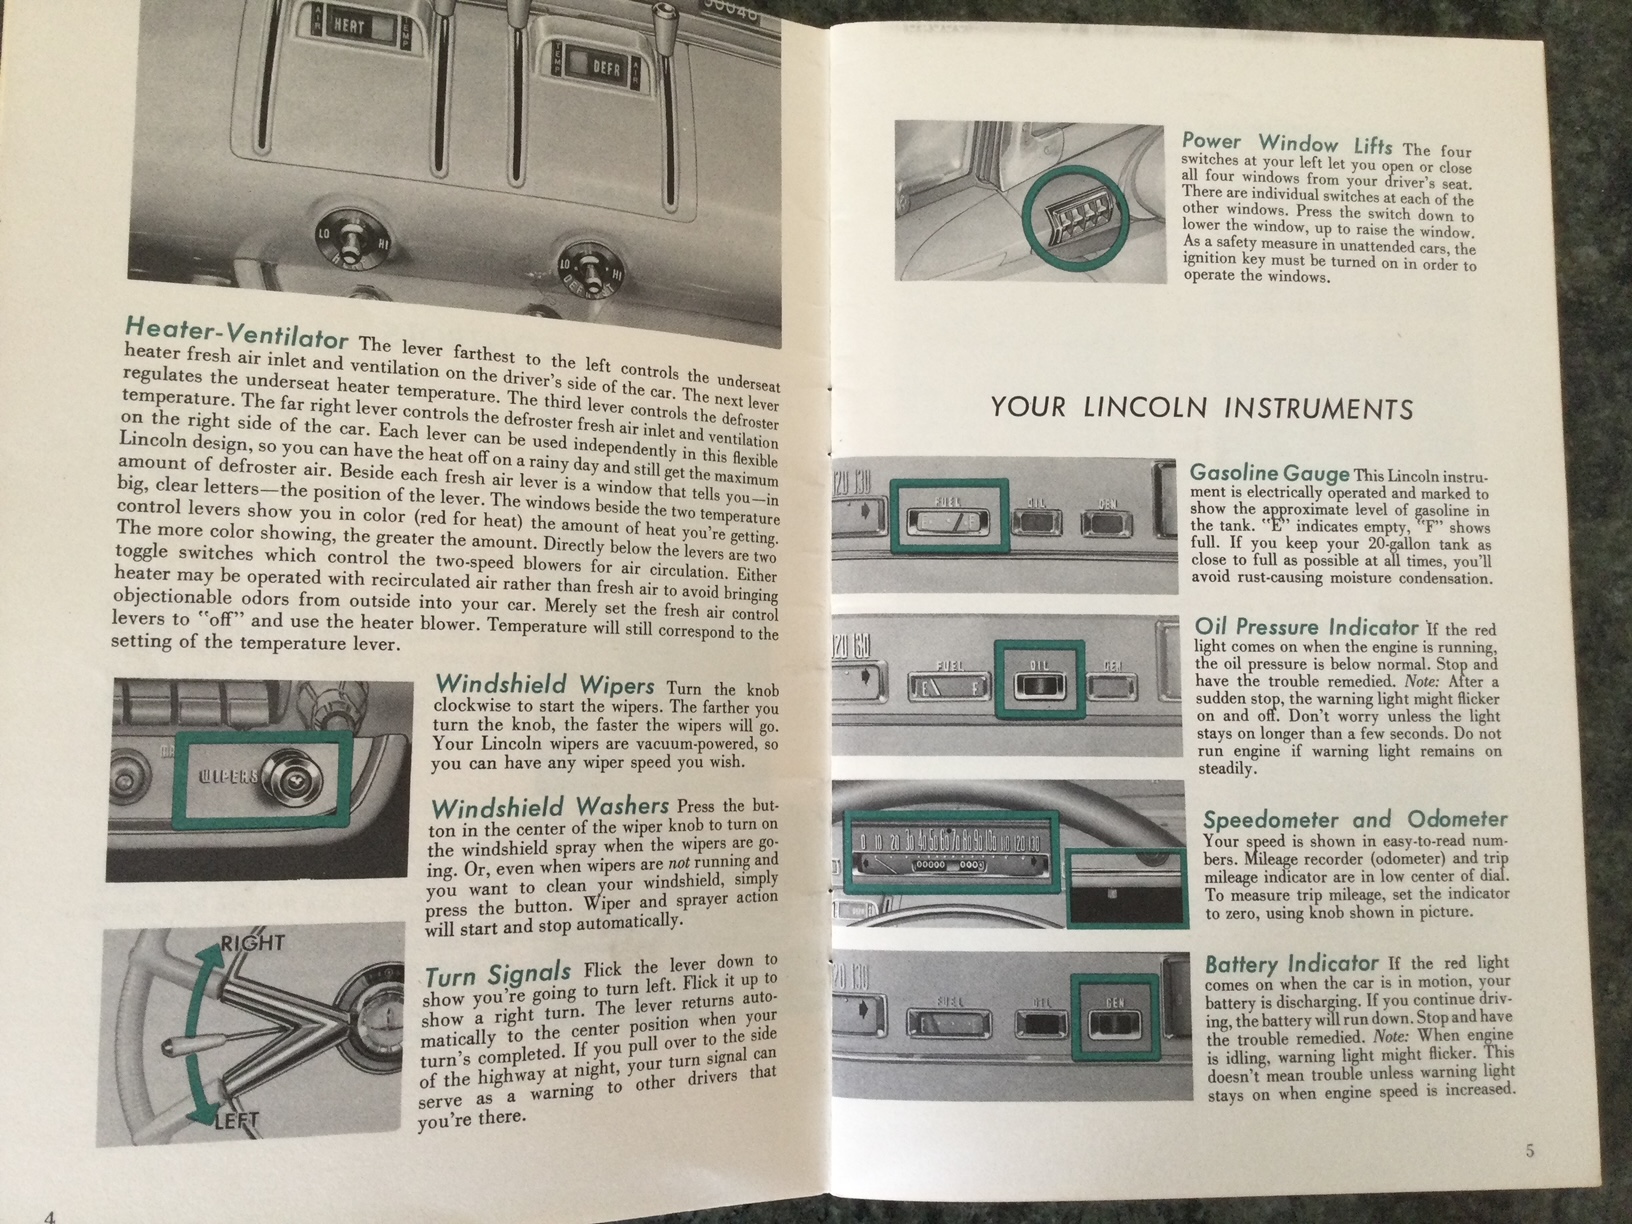 HEAT
AIR
TEMP
TEMP
DEFR
AIR
LO
HI
LO
HI
DEFROST
Heater-Ventilator The lever farthest to the left controls the underseat
heater fresh air inlet and ventilation on the driver's side of the car. The next lever
regulates the underseat heater temperature. The third lever controls the defroster
temperature. The far right lever controls the defroster fresh air inlet and ventilation
on the right side of the car. Each lever can be used independently in this flexible
Lincoln design, so you can have the heat off on a rainy day and still get the maximum
amount of defroster air. Beside each fresh air lever is a window that tells you—in
big, clear letters—the position of the lever. The windows beside the two temperature
control levers show you in color (red for heat) the amount of heat you're getting.
The more color showing, the greater the amount. Directly below the levers are two
toggle switches which control the two-speed blowers for air circulation. Either
heater may be operated with recirculated air rather than fresh air to avoid bringing
objectionable odors from outside into your car. Merely set the fresh air control
levers to "off" and use the heater blower. Temperature will still correspond to the
setting of the temperature lever.
WIPERS
Windshield Wipers Turn the knob
clockwise to start the wipers. The farther you
turn the knob, the faster the wipers will go.
Your Lincoln wipers are vacuum-powered, so
you can have any wiper speed you wish.
Windshield Washers Press the but-
ton in the center of the wiper knob to turn on
the windshield spray when the wipers are go-
ing. Or, even when wipers are not running and
you want to clean your windshield, simply
press the button. Wiper and sprayer action
will start and stop automatically.
RIGHT
LEFT
Turn Signals Flick the lever down to
show you're going to turn left. Flick it up to
show a right turn. The lever returns auto-
matically to the center position when your
turn's completed. If you pull over to the side
of the highway at night, your turn signal can
serve as a warning to other drivers that
you're there.
4
Power Window Lifts The four
switches at your left let you open or close
all four windows from your driver's seat.
There are individual switches at each of the
other windows. Press the switch down to
lower the window, up to raise the window.
As a safety measure in unattended cars, the
ignition key must be turned on in order to
operate the windows.
YOUR LINCOLN INSTRUMENTS
120 130
FUEL
OIL
GEN
Gasoline Gauge This Lincoln instru-
ment is electrically operated and marked to
show the approximate level of gasoline in
the tank. "E" indicates empty, "F" shows
full. If you keep your 20-gallon tank as
close to full as possible at all times, you'll
avoid rust-causing moisture condensation.
120 130
FUEL
E F
OIL
GEN
Oil Pressure Indicator If the red
light comes on when the engine is running,
the oil pressure is below normal. Stop and
have the trouble remedied. Note: After a
sudden stop, the warning light might flicker
on and off. Don't worry unless the light
stays on longer than a few seconds. Do not
run engine if warning light remains on
steadily.
0 10 20 30 40 50 60 70 80 90 100 110 120 130
00000 000
Speedometer and Odometer
Your speed is shown in easy-to-read num-
bers. Mileage recorder (odometer) and trip
mileage indicator are in low center of dial.
To measure trip mileage, set the indicator
to zero, using knob shown in picture.
120 130
FUEL
OIL
GEN
Battery Indicator If the red light
comes on when the car is in motion, your
battery is discharging. If you continue driv-
ing, the battery will run down. Stop and have
the trouble remedied. Note: When engine
is idling, warning light might flicker. This
doesn't mean trouble unless warning light
stays on when engine speed is increased.
5